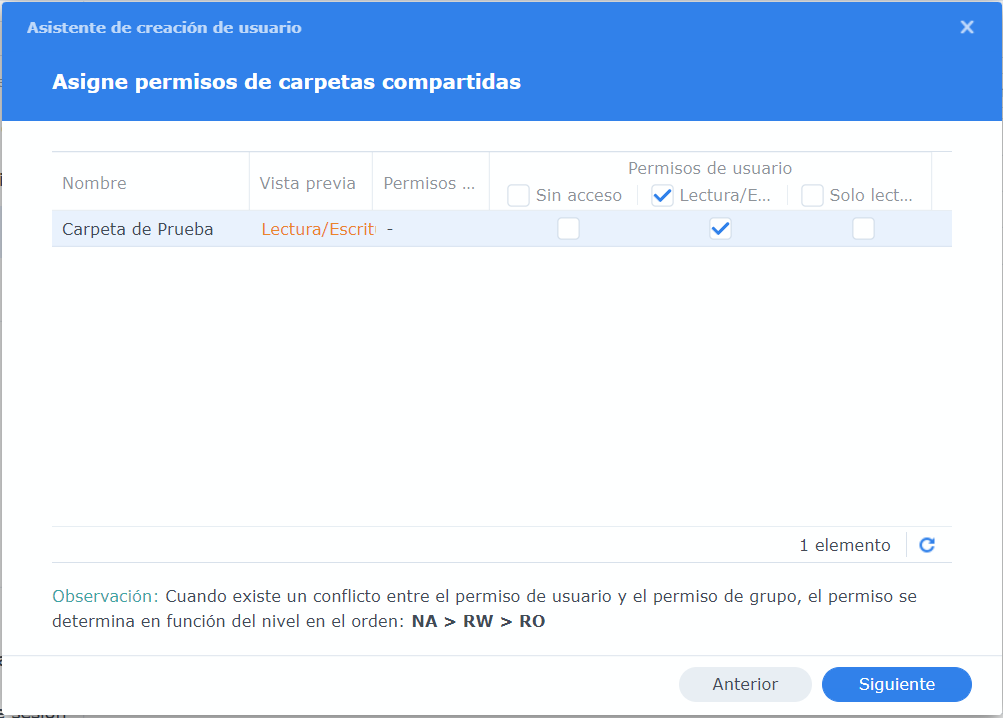 Asistente de creación de usuario
Asigne permisos de carpetas compartidas
Permisos de usuario
Nombre Vista previa Permisos ... Sin acceso Lectura/E... Solo lect...
Carpeta de Prueba Lectura/Escrit -
1 elemento
Observación: Cuando existe un conflicto entre el permiso de usuario y el permiso de grupo, el permiso se
determina en función del nivel en el orden: NA > RW > RO
Anterior Siguiente